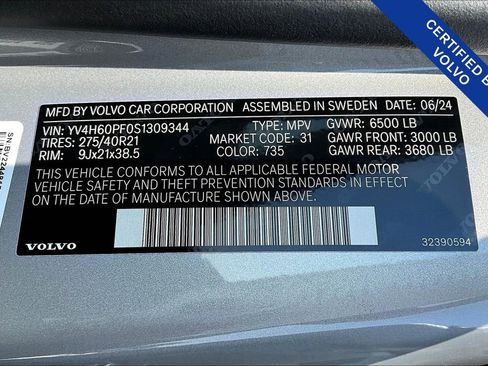 CERTIFIED BY
VOLVO
MFD BY VOLVO CAR CORPORATION ASSEMBLED IN SWEDEN DATE: 06/24
VIN: YV4H60PF0S1309344 TYPE: MPV GVWR: 6500 LB
TIRES: 275/40R21 MARKET CODE: 31 GAWR FRONT: 3000 LB
RIM: 9Jx21x38.5 COLOR: 735 GAWR REAR: 3680 LB
THIS VEHICLE CONFORMS TO ALL APPLICABLE FEDERAL MOTOR
VEHICLE SAFETY AND THEFT PREVENTION STANDARDS IN EFFECT
ON THE DATE OF MANUFACTURE SHOWN ABOVE.
VOLVO
32390594